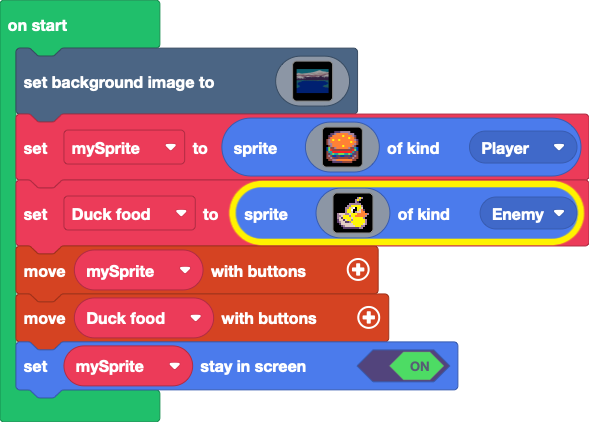 on start
set background image to
set mySprite to sprite of kind Player
set Duck food to sprite of kind Enemy
move mySprite with buttons
move Duck food with buttons
set mySprite stay in screen ON